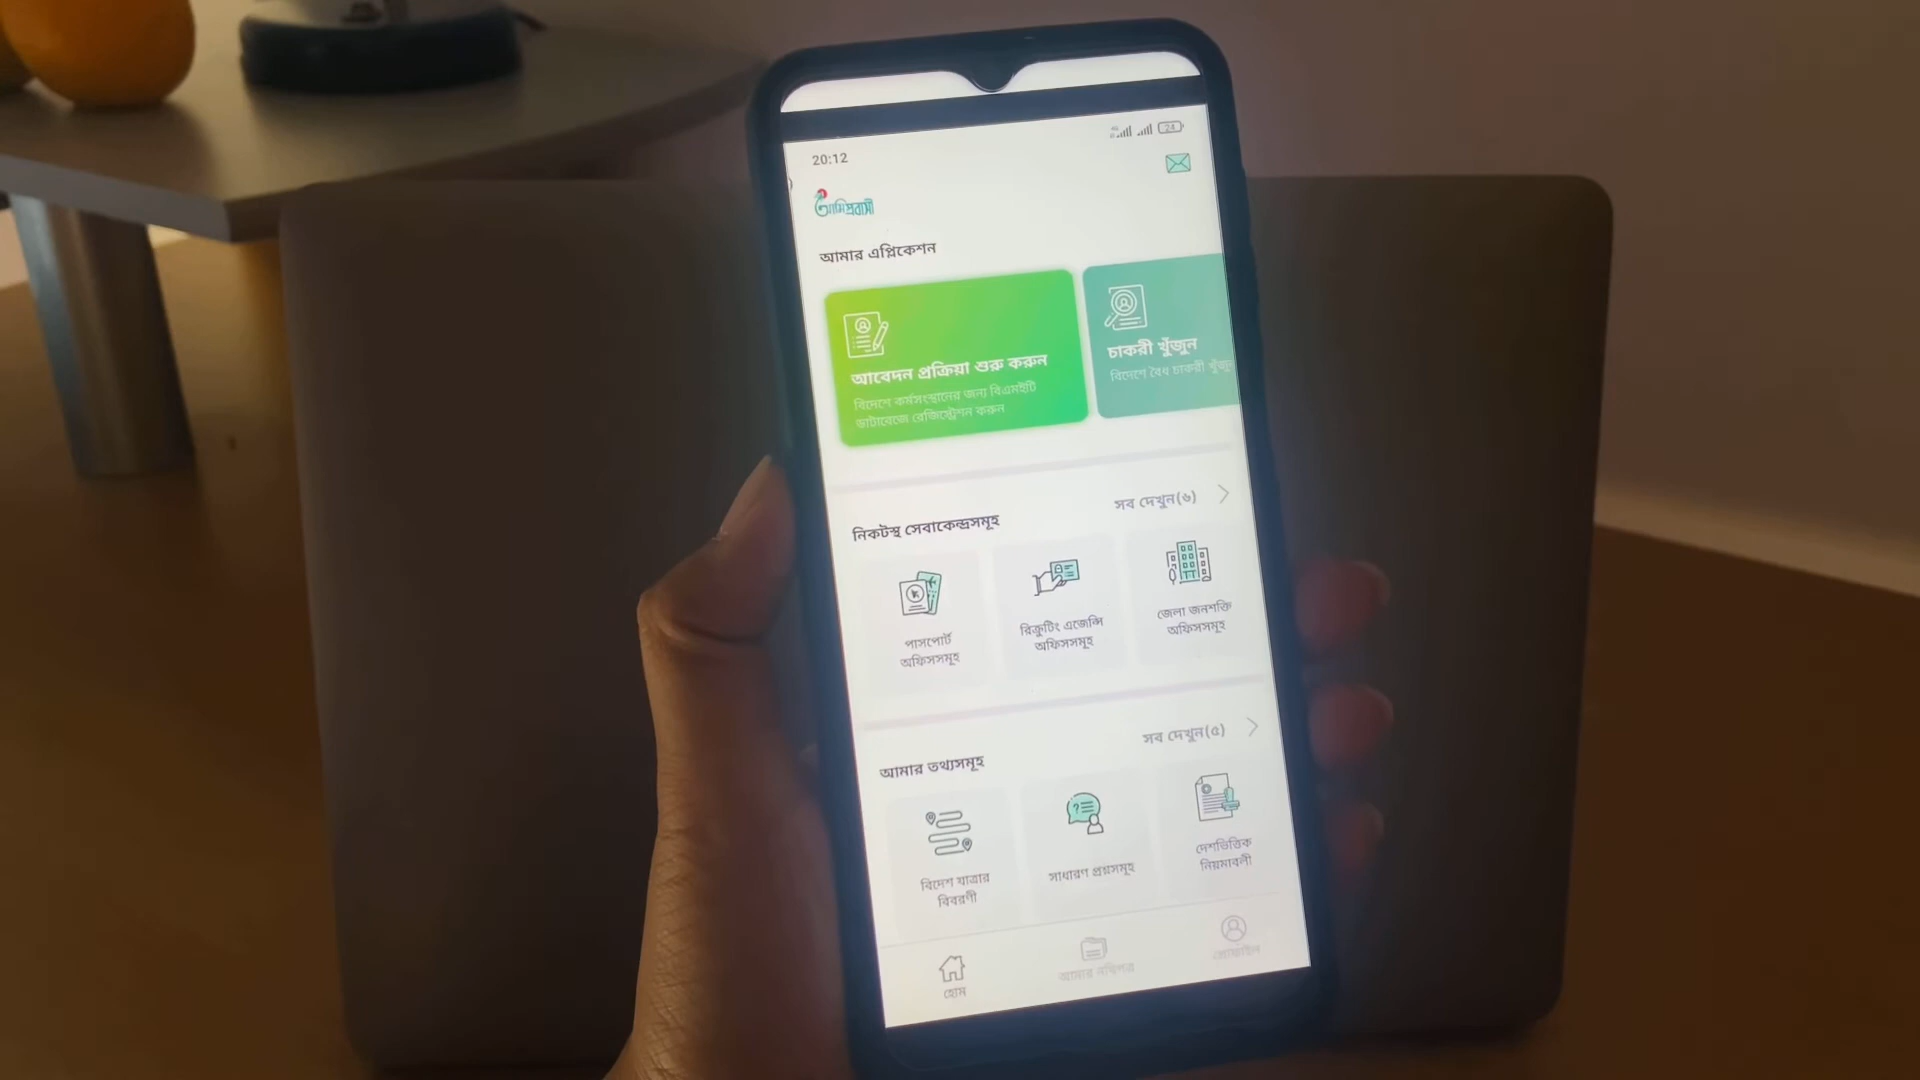 20:12
24
আমি প্রবাসী
আমার এপ্লিকেশন
আবেদন প্রক্রিয়া শুরু করুন
বিদেশে কর্মসংস্থানের জন্য বিএমইটি
ডাটাবেজে রেজিস্ট্রেশন করুন
চাকরী খুঁজুন
বিদেশে বৈধ চাকরী খুঁজু
নিকটস্থ সেবাকেন্দ্রসমূহ
সব দেখুন(৬)
পাসপোর্ট
অফিসসমূহ
রিক্রুটিং এজেন্সি
অফিসসমূহ
জেলা জনশক্তি
অফিসসমূহ
আমার তথ্যসমূহ
সব দেখুন(৫)
বিদেশ যাত্রার
বিবরণী
সাধারণ প্রশ্নসমূহ
দেশভিত্তিক
নিয়মাবলী
হোম
আমার নথিপত্র
প্রোফাইল